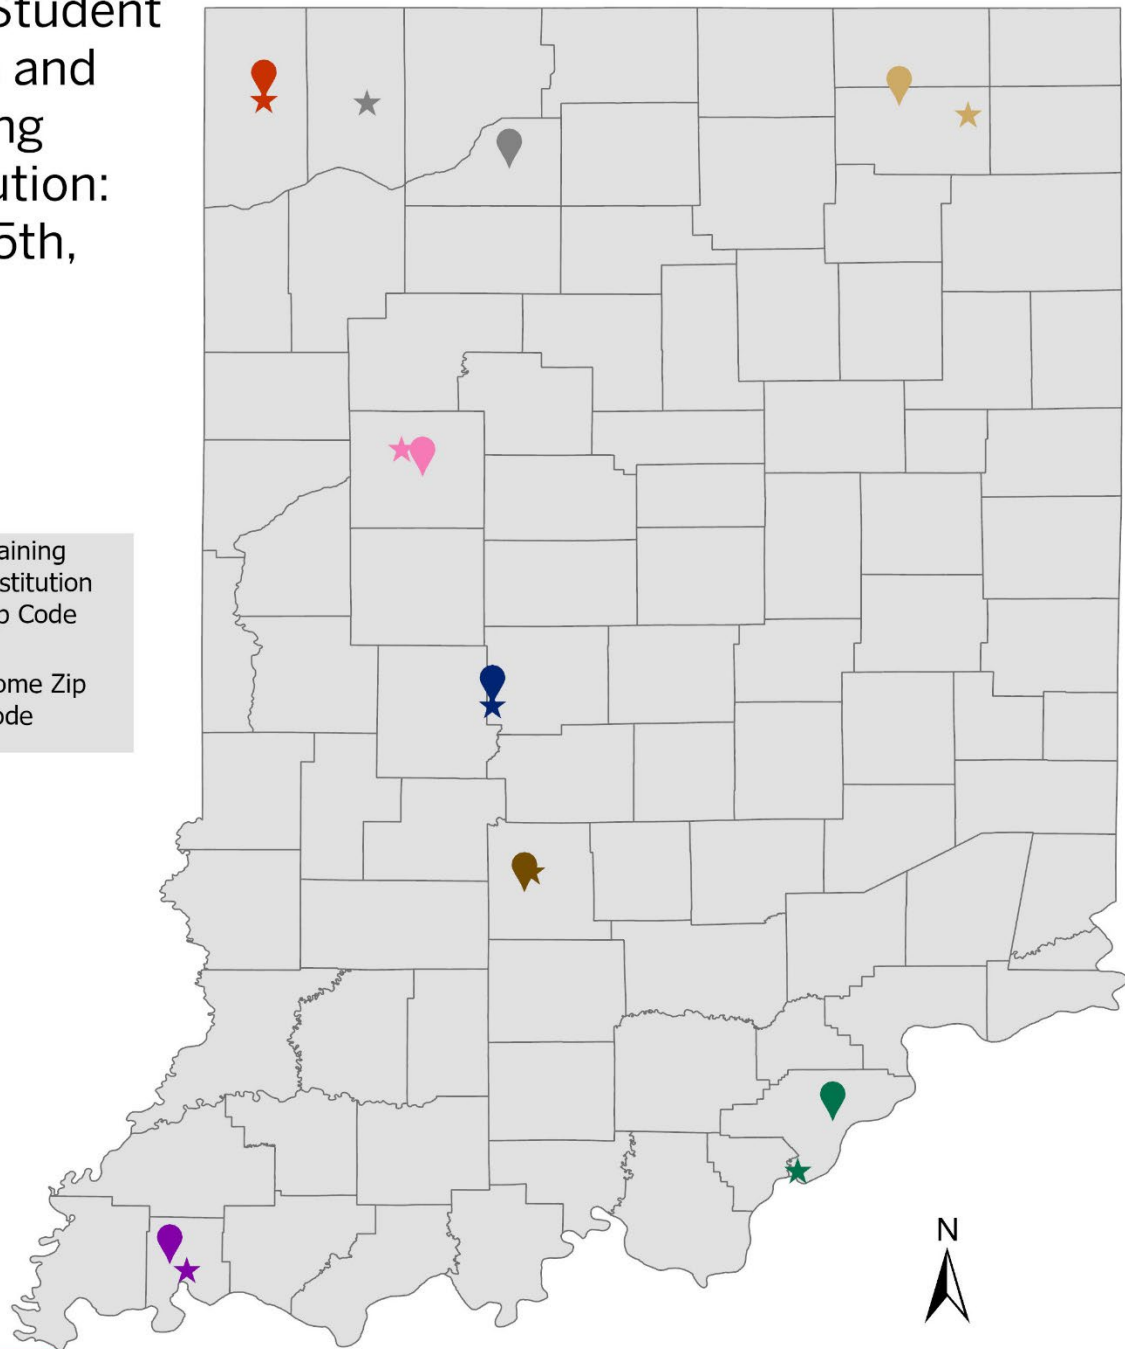 Student
and
ng
ution:
5th,
aining
stitution
p Code
ome Zip
ode
N